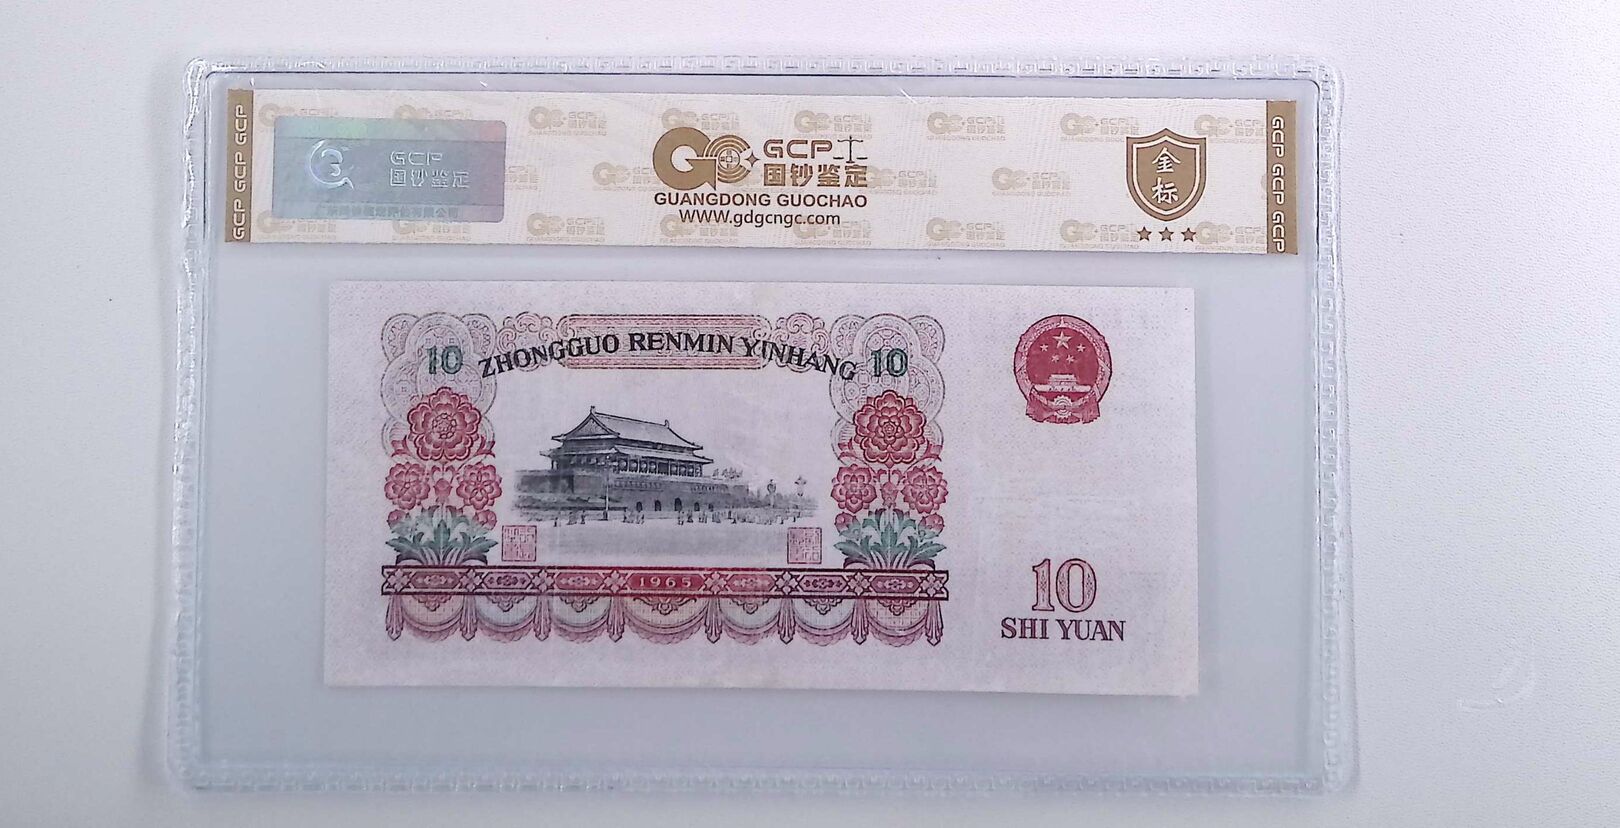 GCP GCP GCP
GCP
国钞鉴定
GCP
国钞鉴定
GUANGDONG GUOCHAO
WWW.gdgcngc.com
金
标
GCP GCP GCP
10 ZHONGGUO RENMIN YINHANG 10
1965
10
SHI YUAN